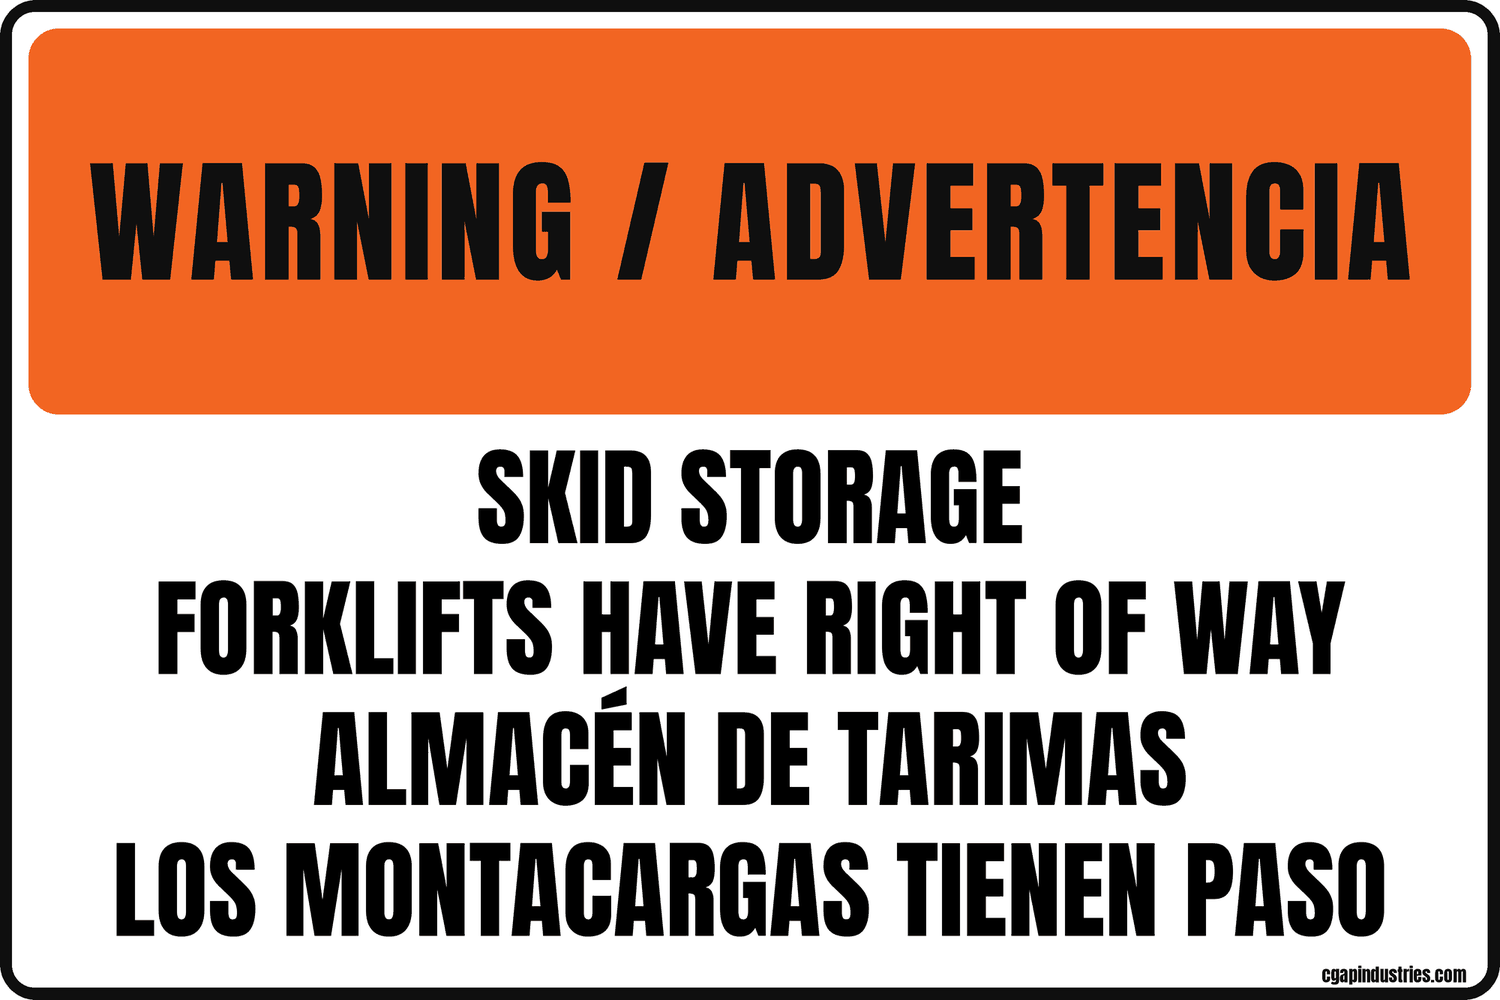 WARNING / ADVERTENCIA
SKID STORAGE
FORKLIFTS HAVE RIGHT OF WAY
ALMACÉN DE TARIMAS
LOS MONTACARGAS TIENEN PASO
cgapindustries.com